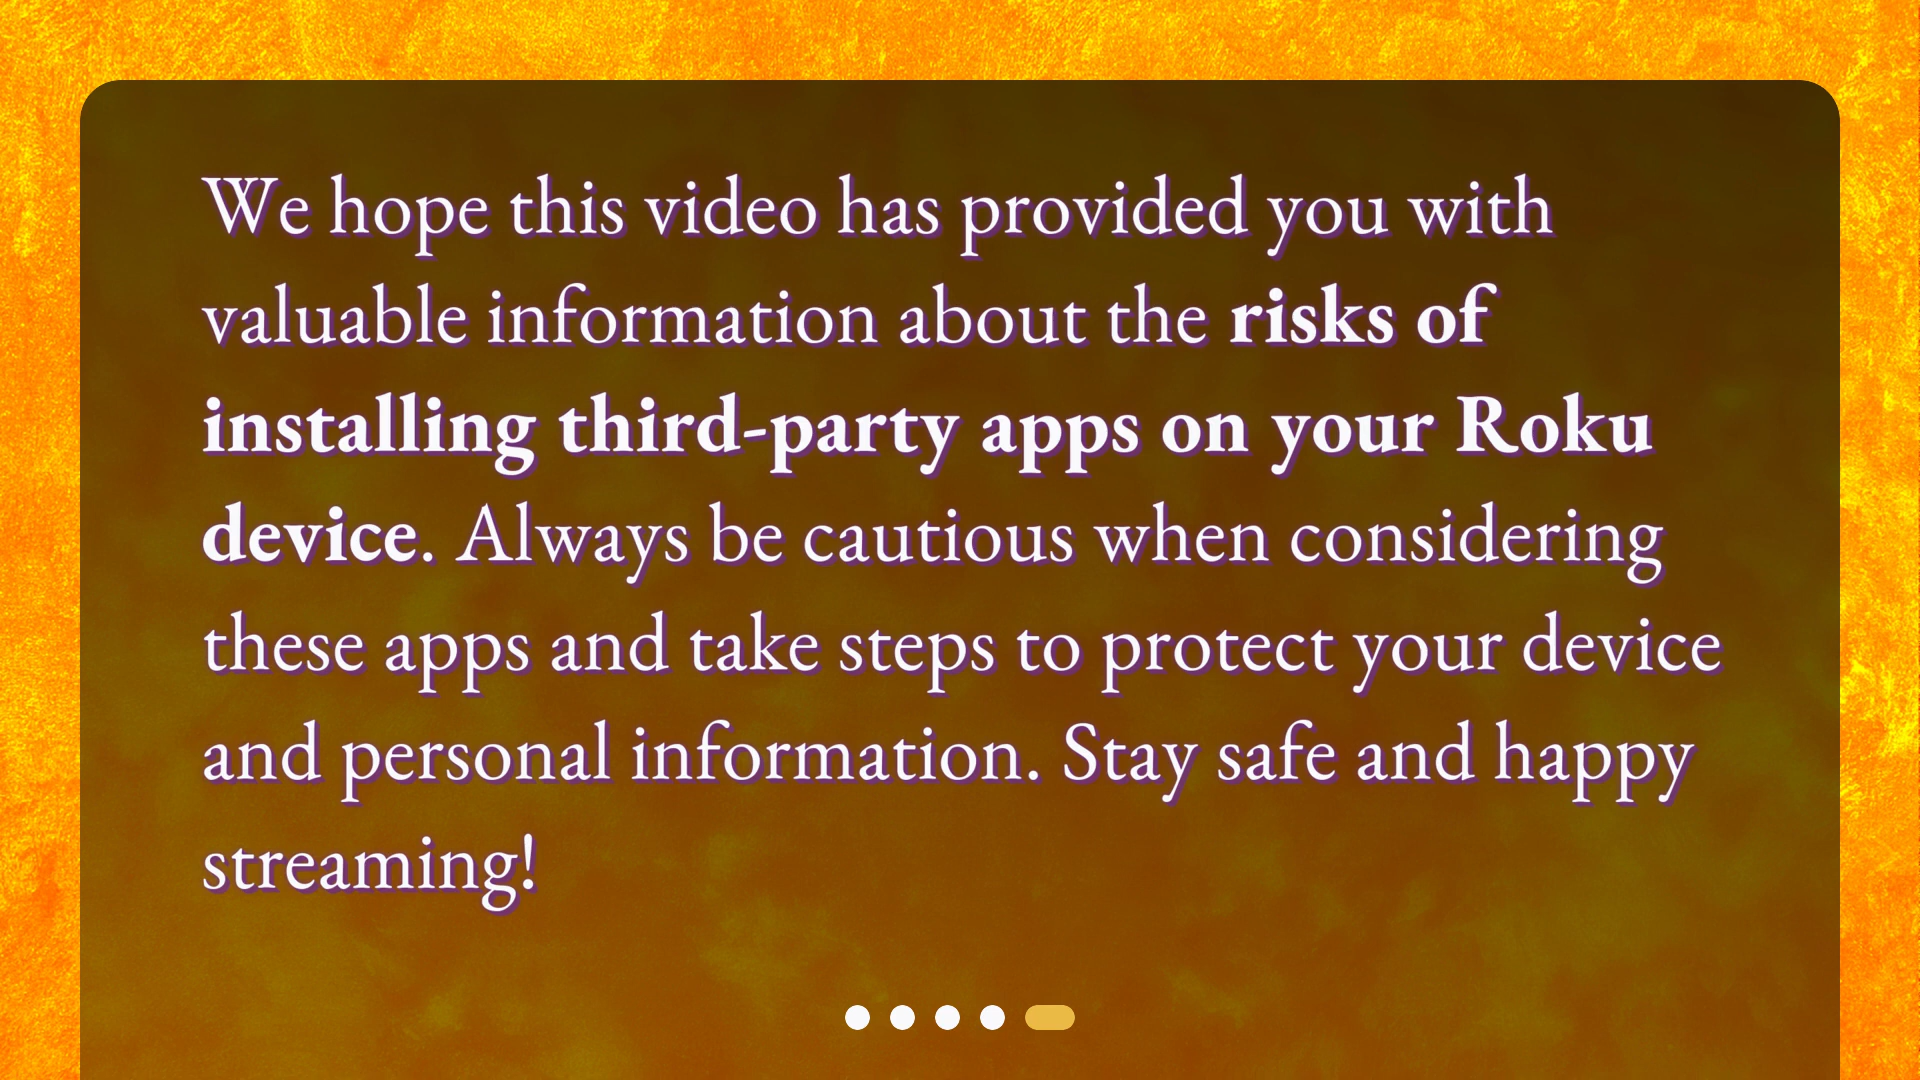 We hope this video has provided you with
valuable information about the risks of
installing third-party apps on your Roku
device. Always be cautious when considering
these apps and take steps to protect your device
and personal information. Stay safe and happy
streaming!